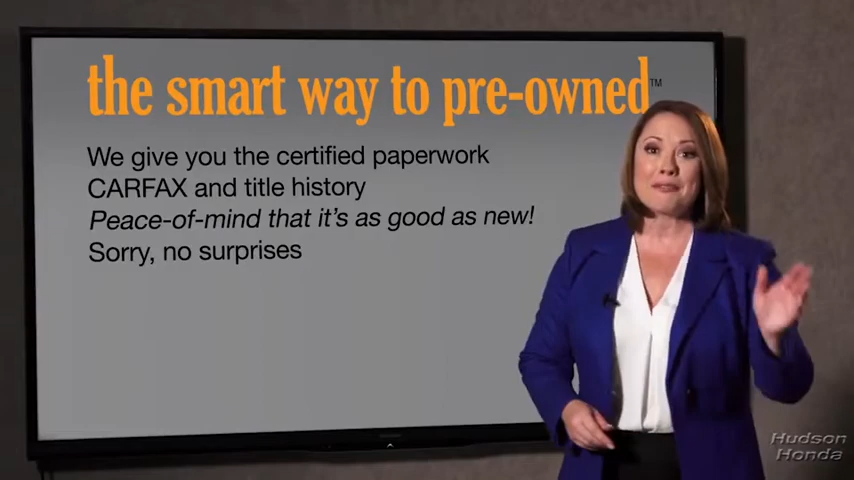 the smart way to pre-owned™
We give you the certified paperwork
CARFAX and title history
Peace-of-mind that it's as good as new!
Sorry, no surprises
Hudson
Honda